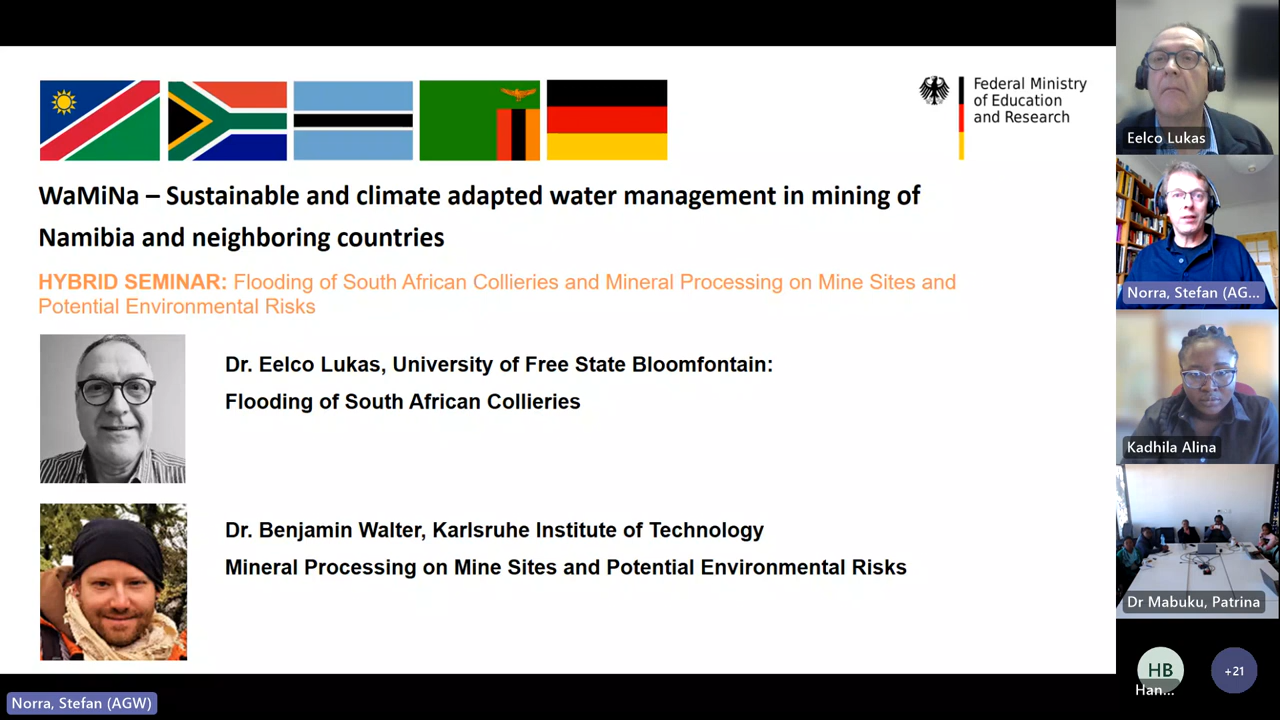 Federal Ministry
of Education
and Research
WaMiNa – Sustainable and climate adapted water management in mining of
Namibia and neighboring countries
HYBRID SEMINAR: Flooding of South African Collieries and Mineral Processing on Mine Sites and
Potential Environmental Risks
Dr. Eelco Lukas, University of Free State Bloomfontain:
Flooding of South African Collieries
Dr. Benjamin Walter, Karlsruhe Institute of Technology
Mineral Processing on Mine Sites and Potential Environmental Risks
Eelco Lukas
Norra, Stefan (AG...
Kadhila Alina
Dr Mabuku, Patrina
HB
Han...
+21
Norra, Stefan (AGW)